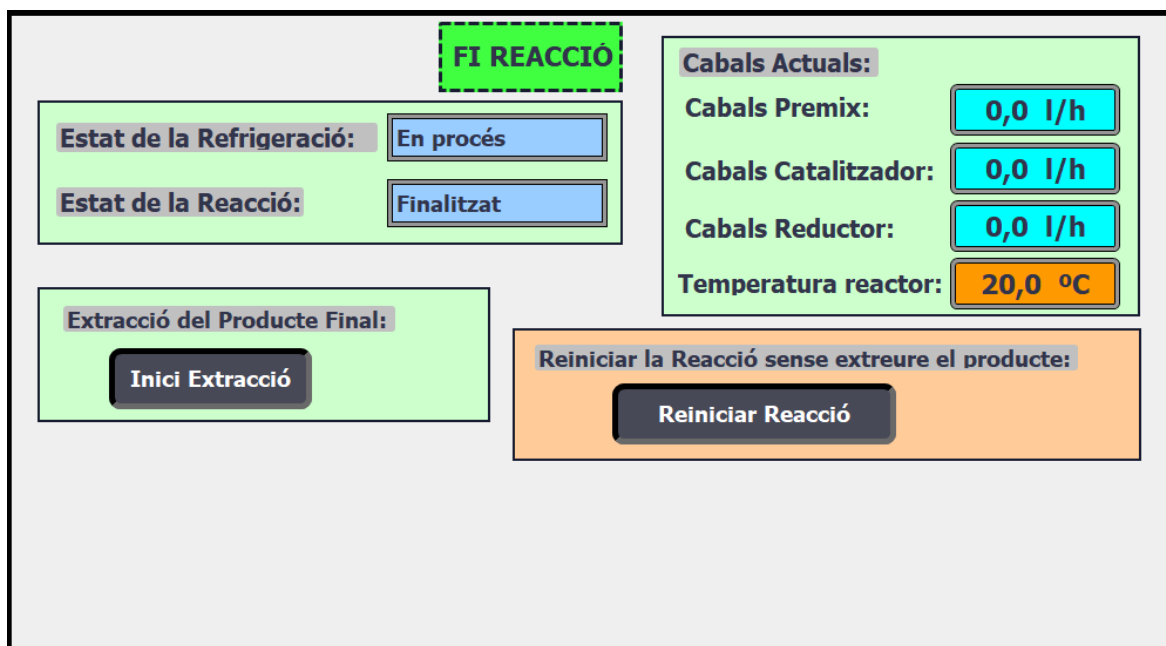 FI REACCIÓ
Estat de la Refrigeració: En procés
Estat de la Reacció: Finalitzat
Cabals Actuals:
Cabals Premix: 0,0 l/h
Cabals Catalitzador: 0,0 l/h
Cabals Reductor: 0,0 l/h
Temperatura reactor: 20,0 ºC
Extracció del Producte Final:
Inici Extracció
Reiniciar la Reacció sense extreure el producte:
Reiniciar Reacció